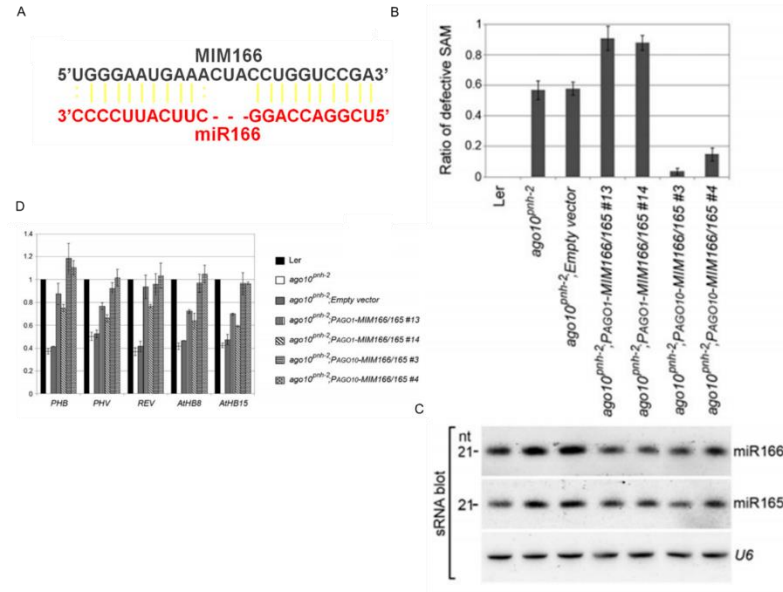 A
MIM166
5'UGGGAAUGAAACUACCUGGUCCGA3'
3'CCCCUUACUUC - - -GGACCAGGCU5'
miR166
B
Ratio of defective SAM
1
0.8
0.6
0.4
0.2
0
Ler
ago10pnh-2
ago10pnh-2;Empty vector
ago10pnh-2;PAGO1-MIM166/165 #13
ago10pnh-2;PAGO1-MIM166/165 #14
ago10pnh-2;PAGO10-MIM166/165 #3
ago10pnh-2;PAGO10-MIM166/165 #4
D
1.4
1.2
1
0.8
0.6
0.4
0.2
0
PHB PHV REV AtHB8 AtHB15
Ler
ago10pnh-2
ago10pnh-2;Empty vector
ago10pnh-2;PAGO1-MIM166/165 #13
ago10pnh-2;PAGO1-MIM166/165 #14
ago10pnh-2;PAGO10-MIM166/165 #3
ago10pnh-2;PAGO10-MIM166/165 #4
C
sRNA blot
nt
21- miR166
21- miR165
U6